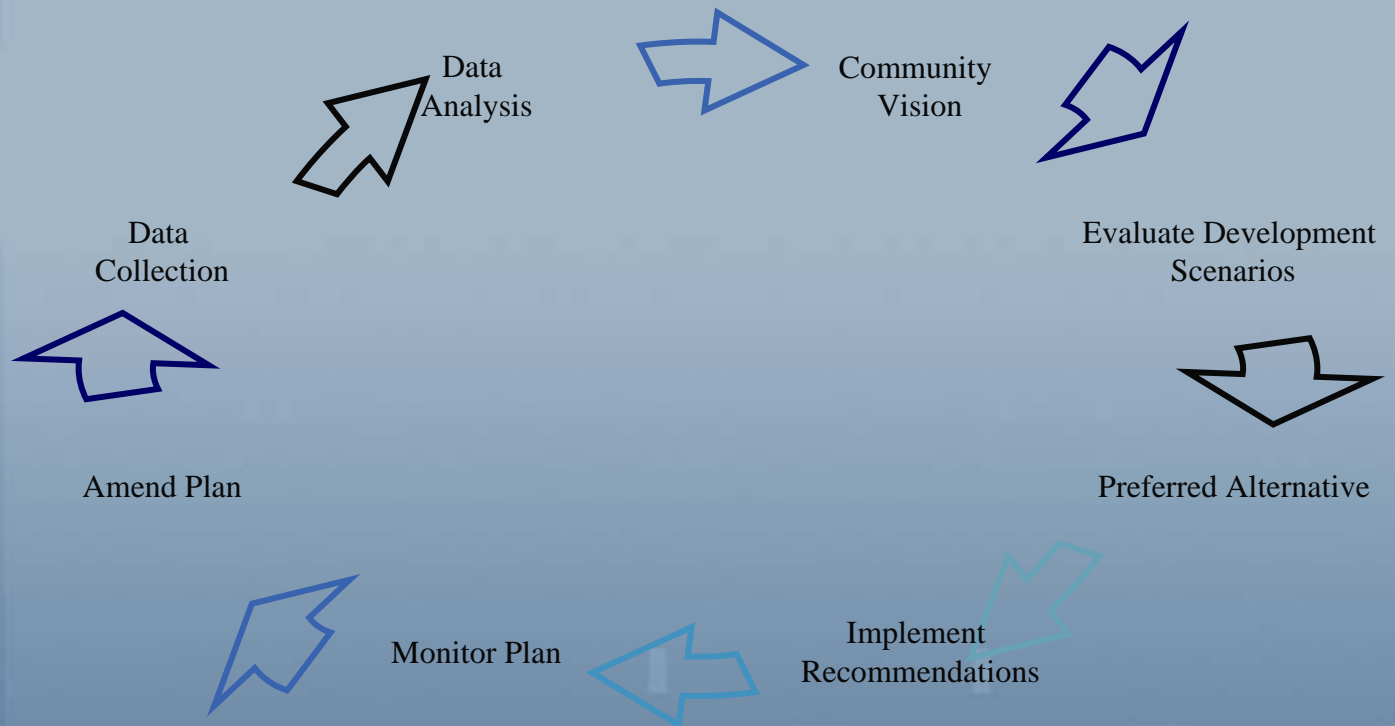 Data
Analysis
Community
Vision
Data
Collection
Evaluate Development
Scenarios
Amend Plan
Preferred Alternative
Monitor Plan
Implement
Recommendations